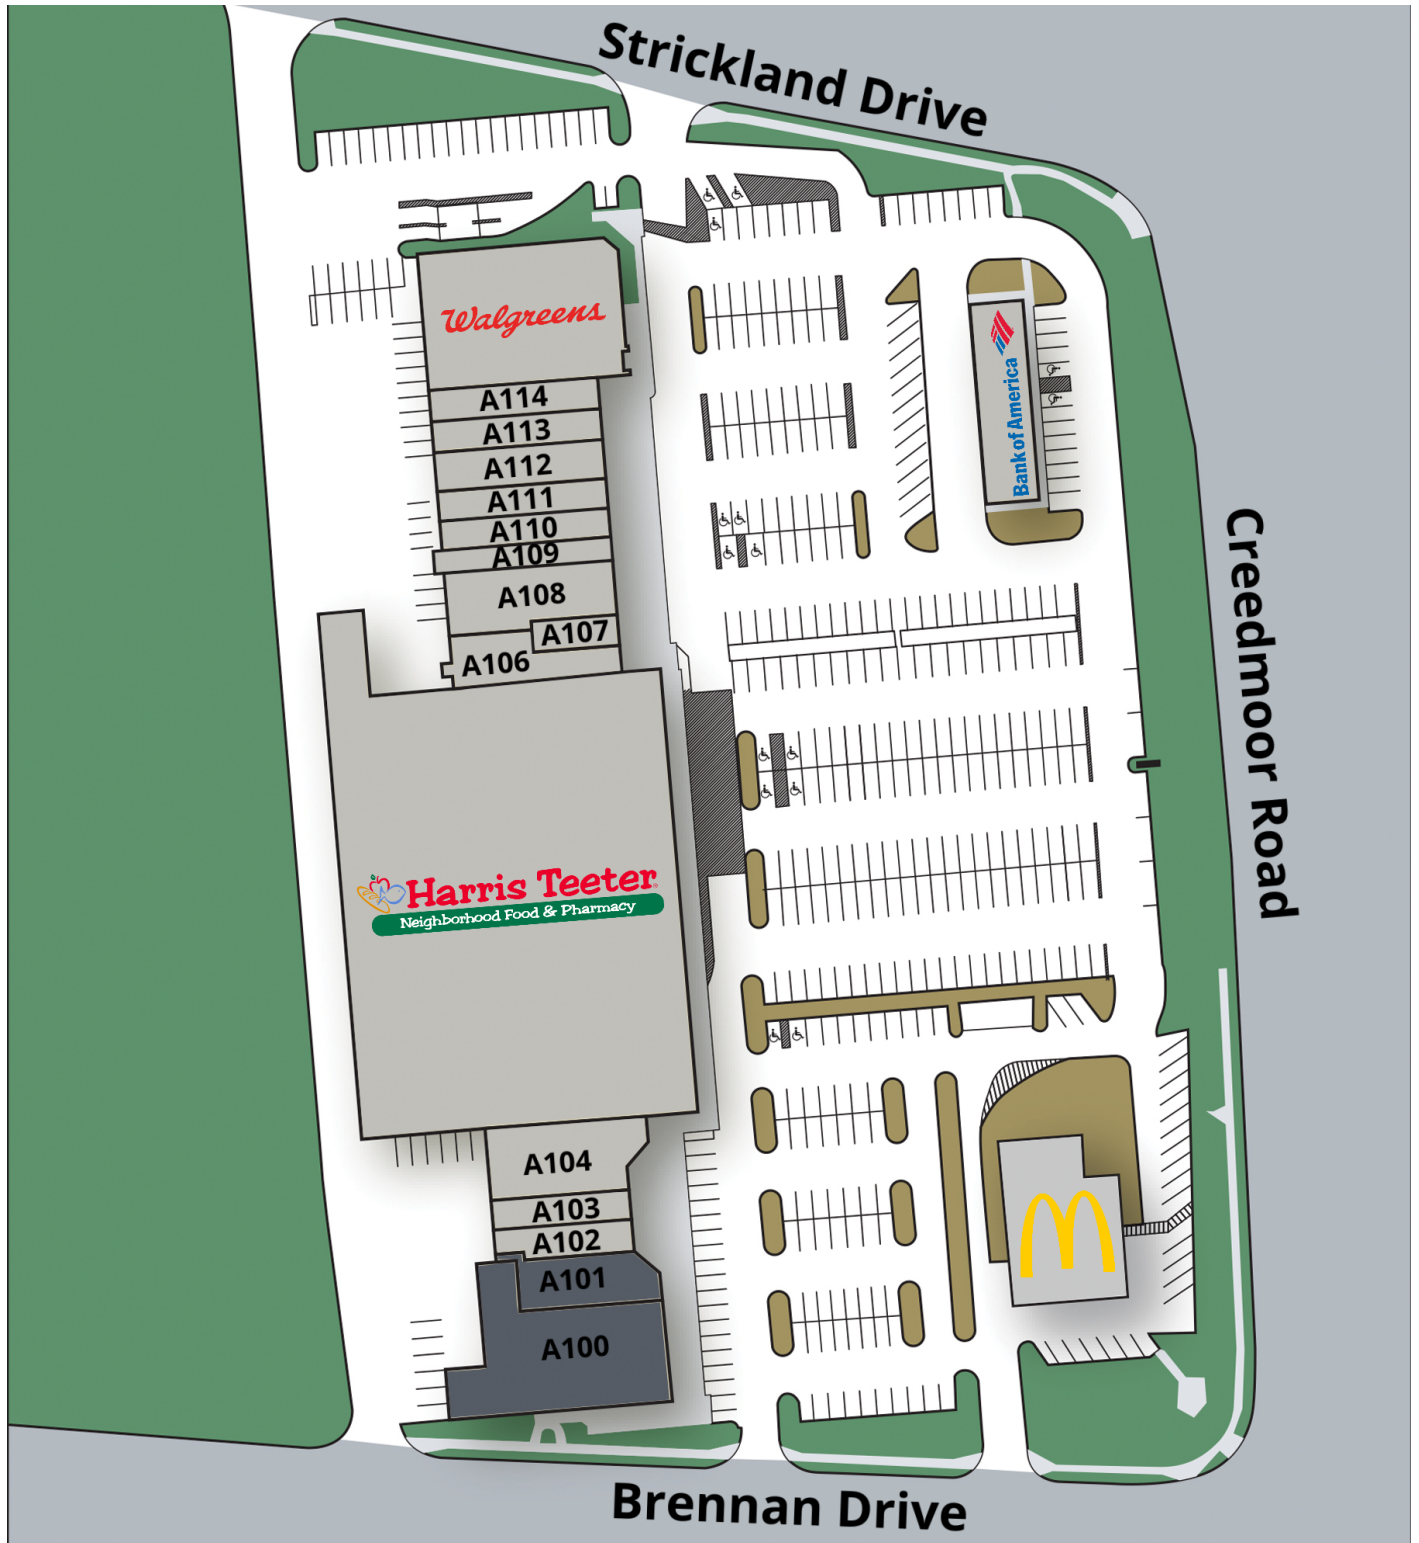 Strickland Drive
Walgreens
A114
A113
A112
A111
A110
A109
A108
A107
A106
Bank of America
Creedmoor Road
Harris Teeter
Neighborhood Food & Pharmacy
A104
A103
A102
A101
A100
Brennan Drive